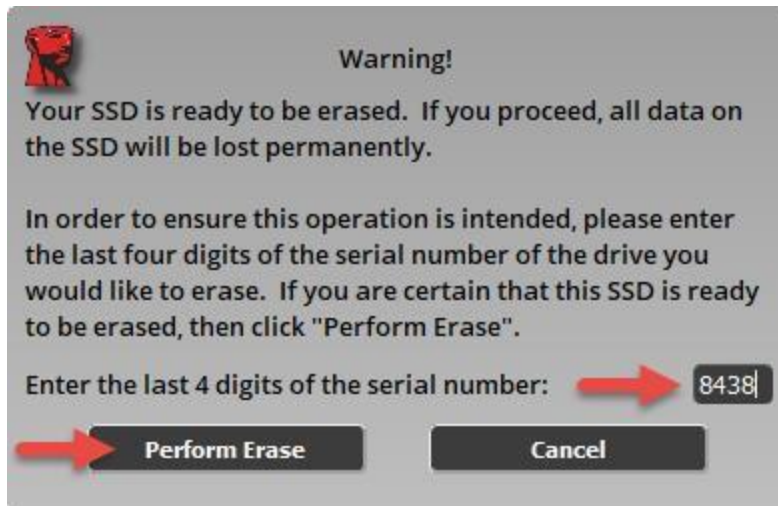 Warning!
Your SSD is ready to be erased.  If you proceed, all data on
the SSD will be lost permanently.
In order to ensure this operation is intended, please enter
the last four digits of the serial number of the drive you
would like to erase.  If you are certain that this SSD is ready
to be erased, then click "Perform Erase".
Enter the last 4 digits of the serial number: 8438
Perform Erase Cancel